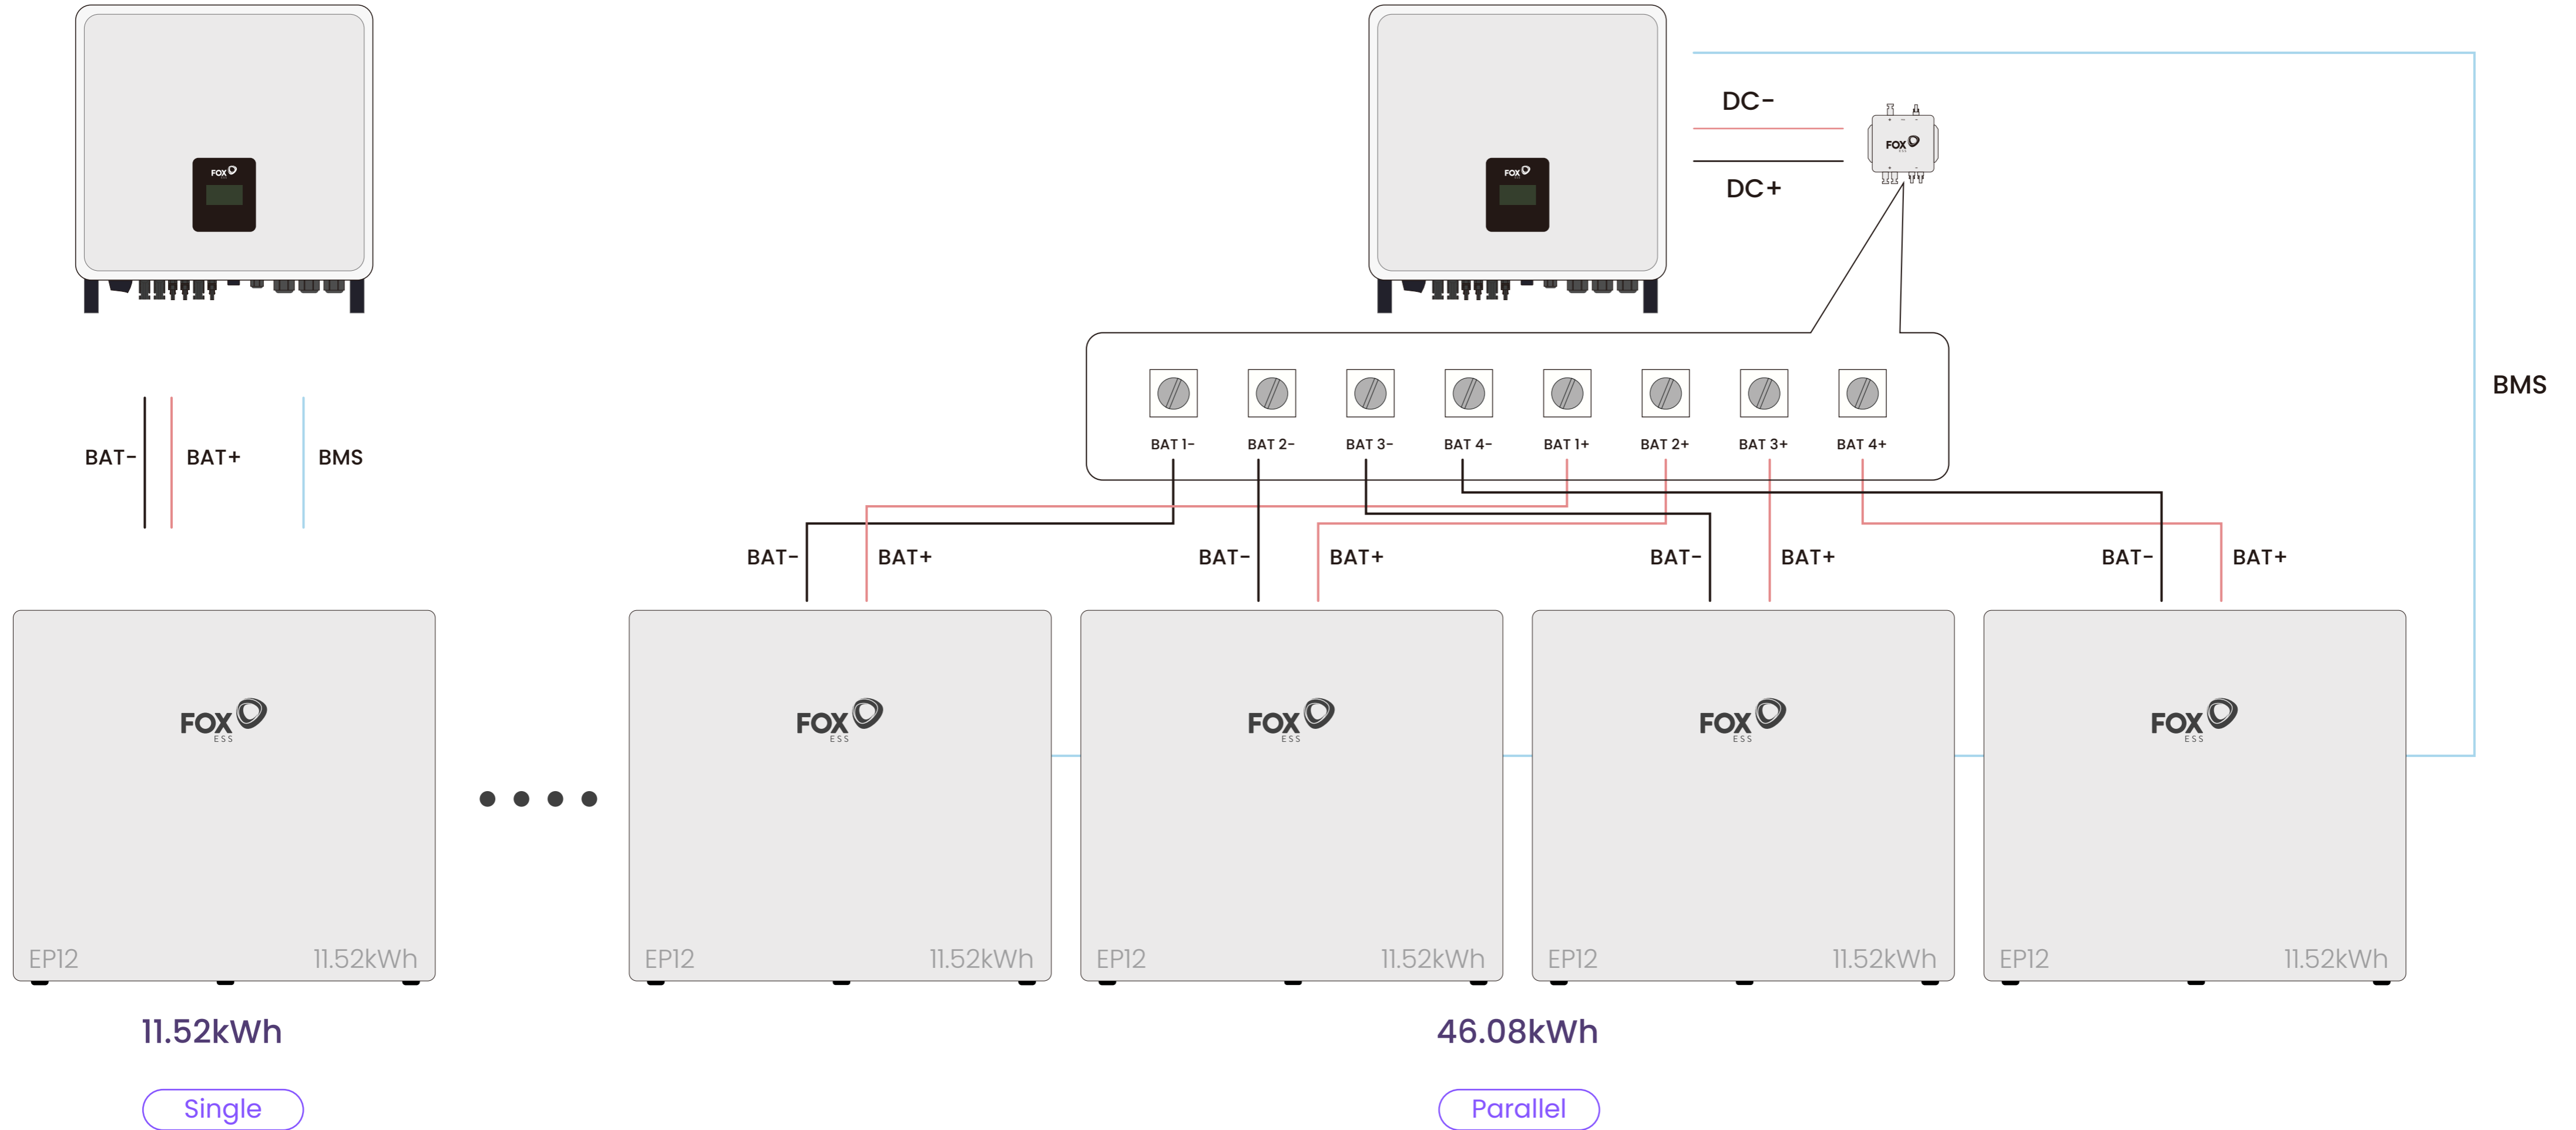 FOX
FOX
DC-
FOX
DC+
BMS
BAT 1- BAT 2- BAT 3- BAT 4- BAT 1+ BAT 2+ BAT 3+ BAT 4+
BAT- BAT+ BMS
BAT- BAT+ BAT- BAT+ BAT- BAT+ BAT- BAT+
FOX
ESS
FOX
ESS
FOX
ESS
FOX
ESS
FOX
ESS
EP12 11.52kWh
EP12 11.52kWh
EP12 11.52kWh
EP12 11.52kWh
EP12 11.52kWh
11.52kWh
46.08kWh
Single
Parallel